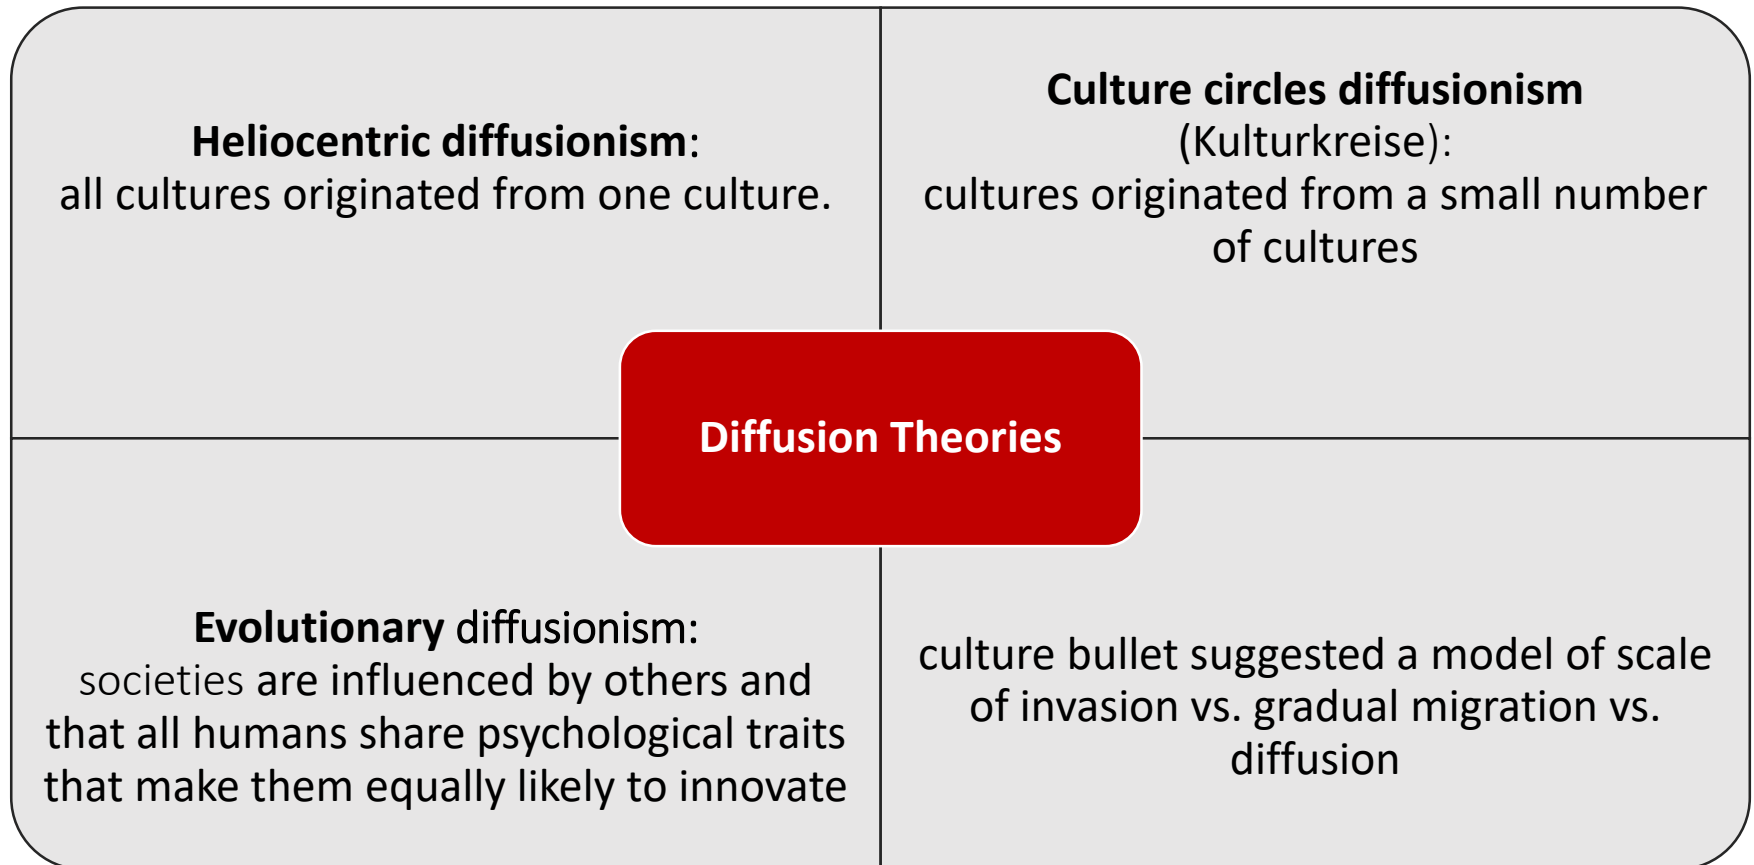 Heliocentric diffusionism:
all cultures originated from one culture.
Culture circles diffusionism
(Kulturkreise):
cultures originated from a small number
of cultures
Diffusion Theories
Evolutionary diffusionism:
societies are influenced by others and
that all humans share psychological traits
that make them equally likely to innovate
culture bullet suggested a model of scale
of invasion vs. gradual migration vs.
diffusion